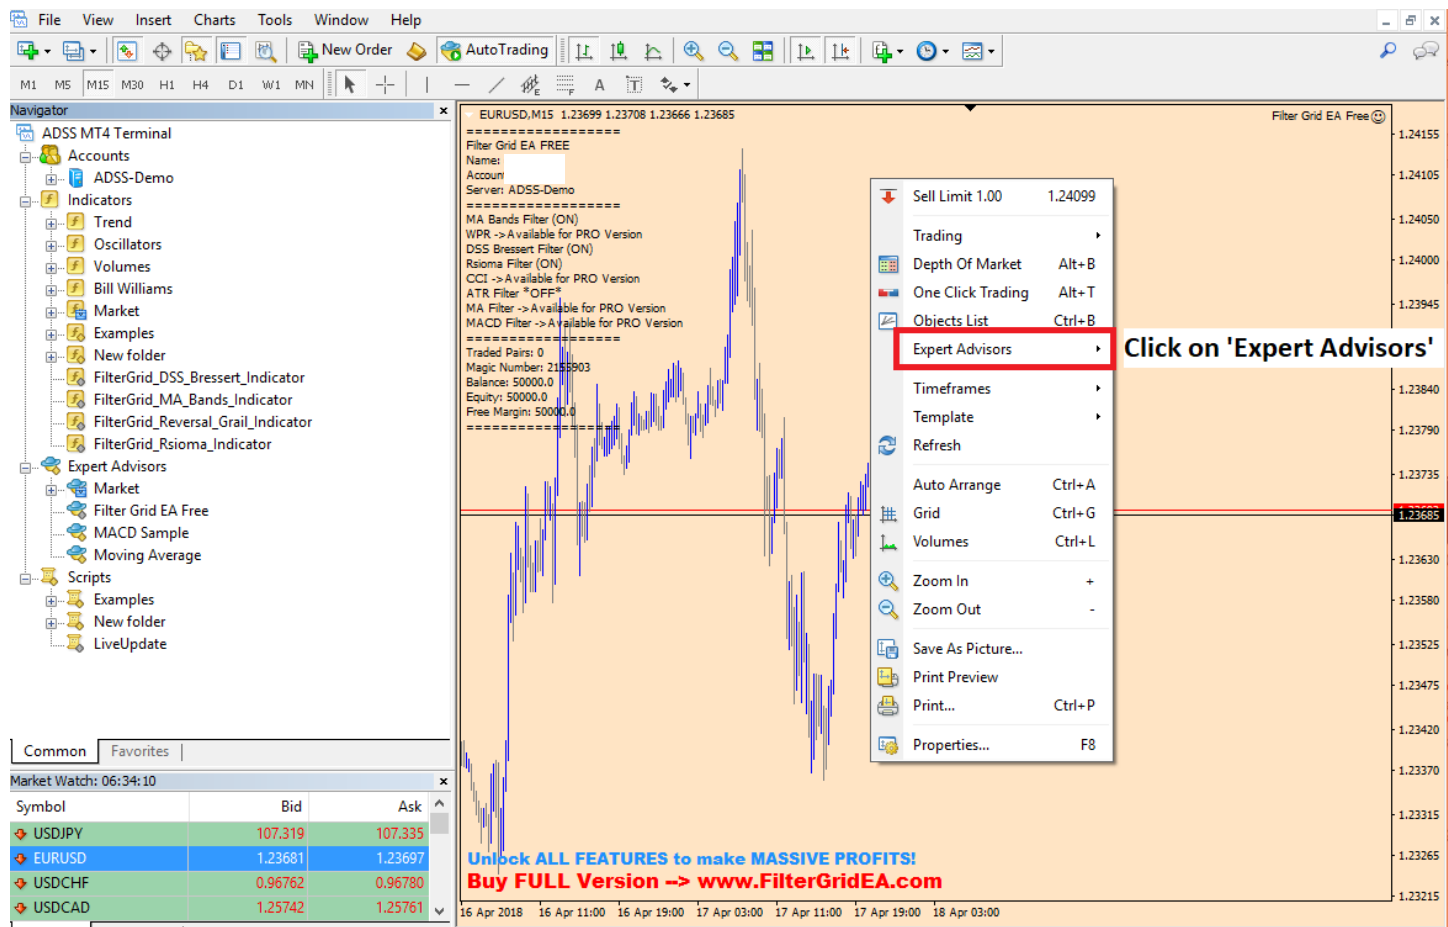 File View Insert Charts Tools Window Help
New Order AutoTrading
M1 M5 M15 M30 H1 H4 D1 W1 MN
Navigator
ADSS MT4 Terminal
Accounts
ADSS-Demo
Indicators
Trend
Oscillators
Volumes
Bill Williams
Market
Examples
New folder
FilterGrid_DSS_Bressert_Indicator
FilterGrid_MA_Bands_Indicator
FilterGrid_Reversal_Grail_Indicator
FilterGrid_Rsioma_Indicator
Expert Advisors
Market
Filter Grid EA Free
MACD Sample
Moving Average
Scripts
Examples
New folder
LiveUpdate
Common Favorites
Market Watch: 06:34:10
Symbol Bid Ask
USDJPY 107.319 107.335
EURUSD 1.23681 1.23697
USDCHF 0.96762 0.96780
USDCAD 1.25742 1.25761
EURUSD,M15 1.23699 1.23708 1.23666 1.23685
Filter Grid EA Free
====================
Filter Grid EA FREE
Name:
Account
Server: ADSS-Demo
====================
MA Bands Filter (ON)
WPR ->Available for PRO Version
DSS Bressert Filter (ON)
Rsioma Filter (ON)
CCI ->Available for PRO Version
ATR Filter *OFF*
MA Filter ->Available for PRO Version
MACD Filter ->Available for PRO Version
====================
Traded Pairs: 0
Magic Number: 2155903
Balance: 50000.0
Equity: 50000.0
Free Margin: 50000.0
====================
Sell Limit 1.00 1.24099
Trading
Depth Of Market Alt+B
One Click Trading Alt+T
Objects List Ctrl+B
Expert Advisors
Timeframes
Template
Refresh
Auto Arrange Ctrl+A
Grid Ctrl+G
Volumes Ctrl+L
Zoom In +
Zoom Out -
Save As Picture...
Print Preview
Print... Ctrl+P
Properties... F8
Click on 'Expert Advisors'
1.24155
1.24105
1.24050
1.24000
1.23945
1.23840
1.23790
1.23735
1.23685
1.23630
1.23580
1.23525
1.23475
1.23420
1.23370
1.23315
1.23265
1.23215
Unlock ALL FEATURES to make MASSIVE PROFITS!
Buy FULL Version --> www.FilterGridEA.com
16 Apr 2018 16 Apr 11:00 16 Apr 19:00 17 Apr 03:00 17 Apr 11:00 17 Apr 19:00 18 Apr 03:00